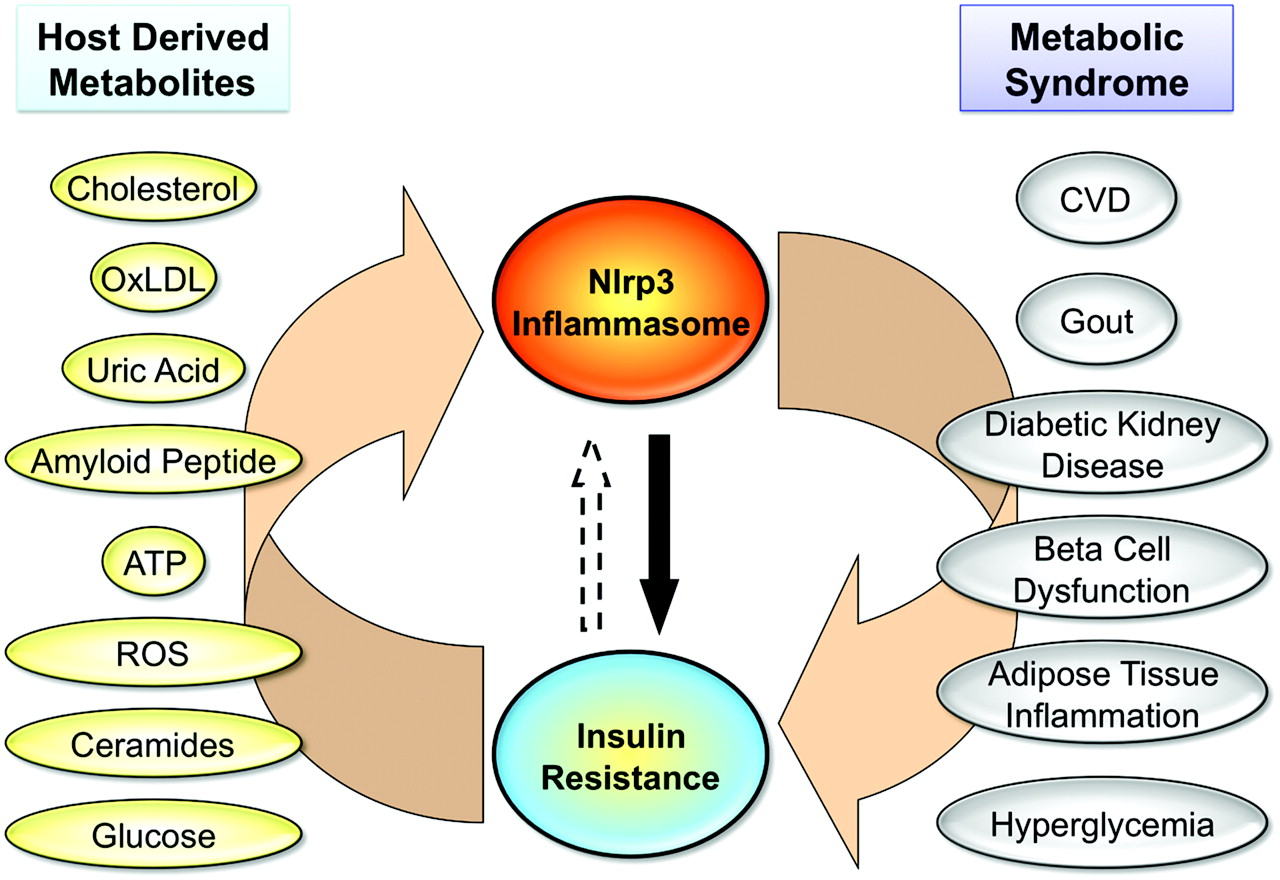 Host Derived
Metabolites
Cholesterol
OxLDL
Uric Acid
Amyloid Peptide
ATP
ROS
Ceramides
Glucose
Nlrp3
Inflammasome
Insulin
Resistance
Metabolic
Syndrome
CVD
Gout
Diabetic Kidney
Disease
Beta Cell
Dysfunction
Adipose Tissue
Inflammation
Hyperglycemia